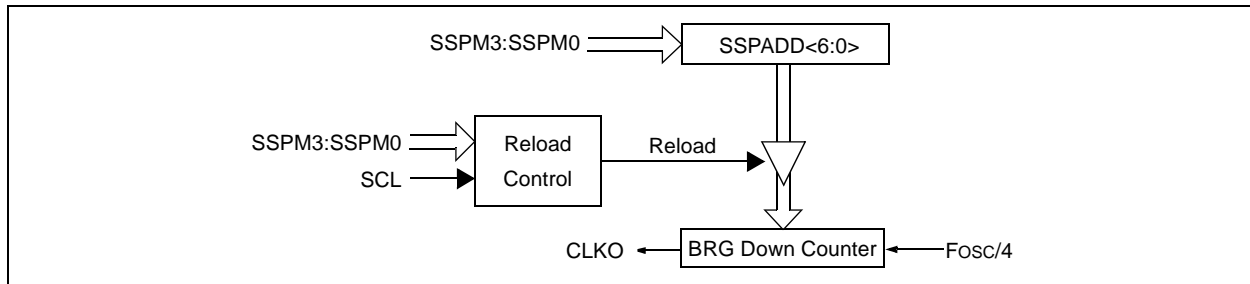 SSPM3:SSPM0
SSPADD<6:0>
SSPM3:SSPM0
SCL
Reload
Control
Reload
CLKO
BRG Down Counter
FOSC/4